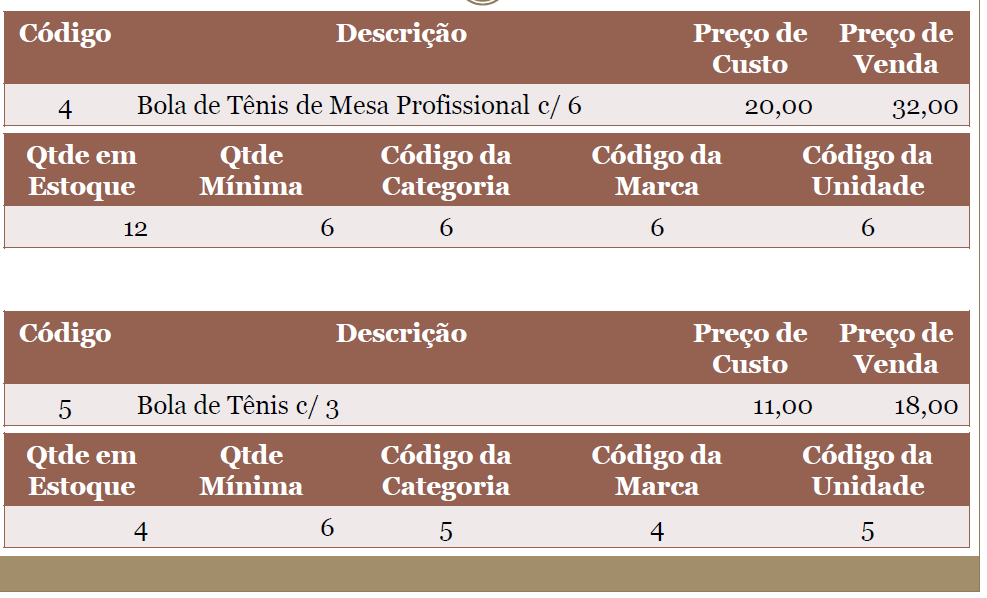 Código Descrição Preço de Custo Preço de Venda
4 Bola de Tênis de Mesa Profissional c/ 6 20,00 32,00
Qtde em Estoque Qtde Mínima Código da Categoria Código da Marca Código da Unidade
12 6 6 6 6
Código Descrição Preço de Custo Preço de Venda
5 Bola de Tênis c/ 3 11,00 18,00
Qtde em Estoque Qtde Mínima Código da Categoria Código da Marca Código da Unidade
4 6 5 4 5